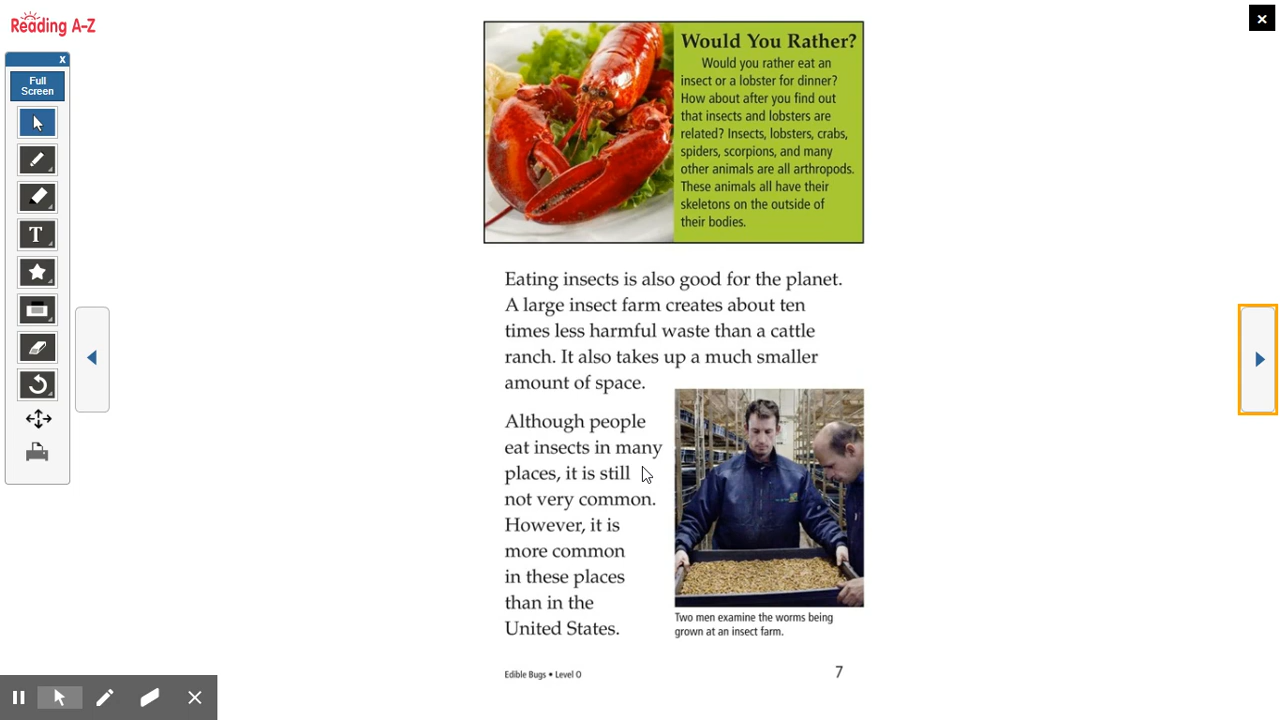 Reading A-Z
x
Full
Screen
T
Would You Rather?
Would you rather eat an
insect or a lobster for dinner?
How about after you find out
that insects and lobsters are
related? Insects, lobsters, crabs,
spiders, scorpions, and many
other animals are all arthropods.
These animals all have their
skeletons on the outside of
their bodies.
Eating insects is also good for the planet.
A large insect farm creates about ten
times less harmful waste than a cattle
ranch. It also takes up a much smaller
amount of space.
Although people
eat insects in many
places, it is still
not very common.
However, it is
more common
in these places
than in the
United States.
Two men examine the worms being
grown at an insect farm.
Edible Bugs • Level O
7